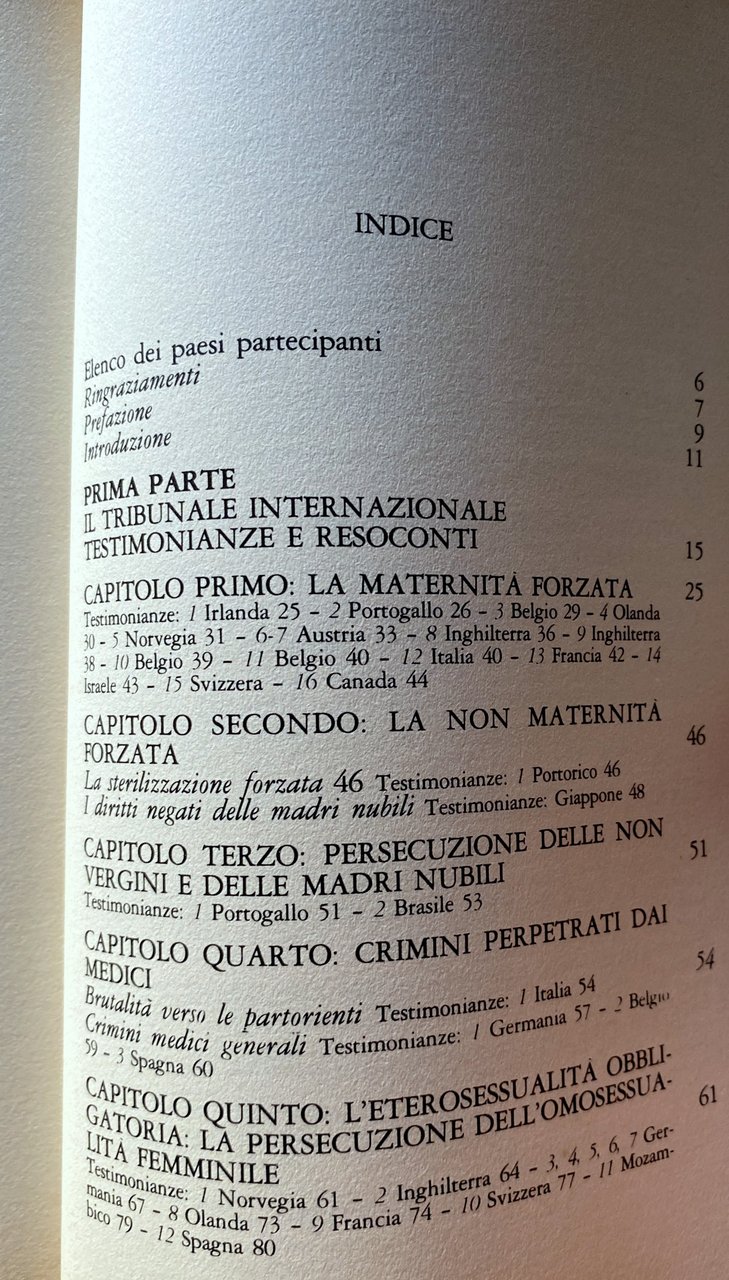 INDICE
Elenco dei paesi partecipanti 6
Ringraziamenti 7
Prefazione 9
Introduzione 11
PRIMA PARTE
IL TRIBUNALE INTERNAZIONALE
TESTIMONIANZE E RESOCONTI 15
CAPITOLO PRIMO: LA MATERNITÀ FORZATA 25
Testimonianze: 1 Irlanda 25 – 2 Portogallo 26 – 3 Belgio 29 – 4 Olanda
30 – 5 Norvegia 31 – 6-7 Austria 33 – 8 Inghilterra 36 – 9 Inghilterra
38 – 10 Belgio 39 – 11 Belgio 40 – 12 Italia 40 – 13 Francia 42 – 14
Israele 43 – 15 Svizzera – 16 Canada 44
CAPITOLO SECONDO: LA NON MATERNITÀ
FORZATA 46
La sterilizzazione forzata 46 Testimonianze: 1 Portorico 46
I diritti negati delle madri nubili Testimonianze: Giappone 48
CAPITOLO TERZO: PERSECUZIONE DELLE NON
VERGINI E DELLE MADRI NUBILI 51
Testimonianze: 1 Portogallo 51 – 2 Brasile 53
CAPITOLO QUARTO: CRIMINI PERPETRATI DAI
MEDICI 54
Brutalità verso le partorienti Testimonianze: 1 Italia 54
Crimini medici generali Testimonianze: 1 Germania 57 – 2 Belgio
59 – 3 Spagna 60
CAPITOLO QUINTO: L'ETEROSESSUALITÀ OBBLI-
GATORIA: LA PERSECUZIONE DELL'OMOSESSUA-
LITÀ FEMMINILE 61
Testimonianze: 1 Norvegia 61 – 2 Inghilterra 64 – 3, 4, 5, 6, 7 Ger-
mania 67 – 8 Olanda 73 – 9 Francia 74 – 10 Svizzera 77 – 11 Mozam-
bico 79 – 12 Spagna 80